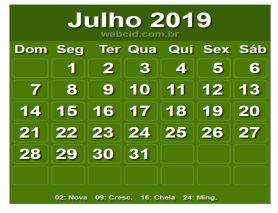 Julho 2019
webcid.com.br
Dom Seg Ter Qua Qui Sex Sáb
1 2 3 4 5 6
7 8 9 10 11 12 13
14 15 16 17 18 19 20
21 22 23 24 25 26 27
28 29 30 31
02: Nova 09: Cresc. 16: Cheia 24: Ming.